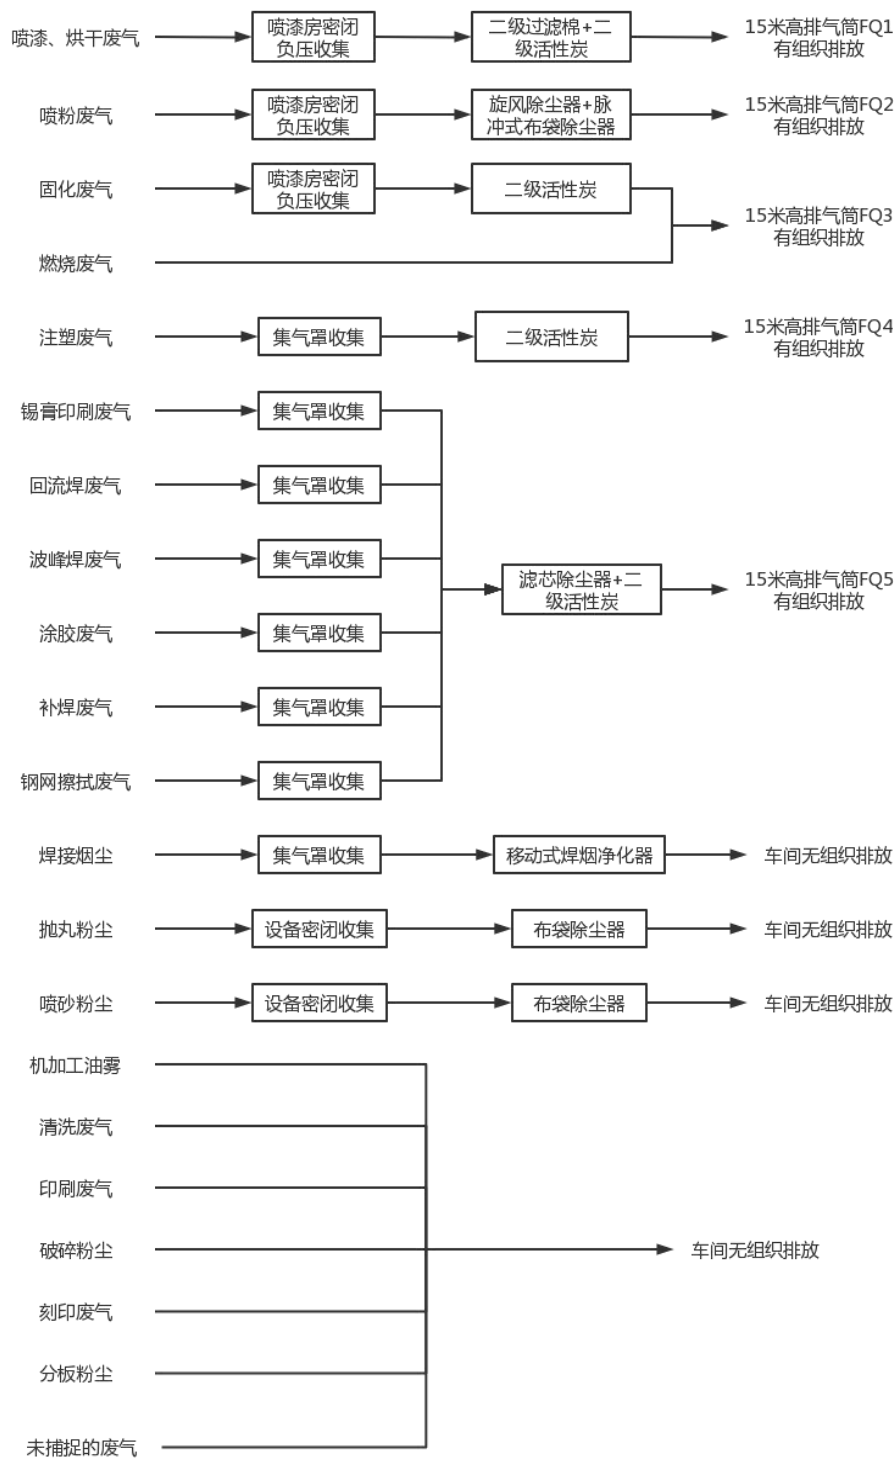 喷漆、烘干废气
喷漆房密闭
负压收集
二级过滤棉+二
级活性炭
15米高排气筒FQ1
有组织排放
喷粉废气
喷漆房密闭
负压收集
旋风除尘器+脉
冲式布袋除尘器
15米高排气筒FQ2
有组织排放
固化废气
喷漆房密闭
负压收集
二级活性炭
15米高排气筒FQ3
有组织排放
燃烧废气
注塑废气
集气罩收集
二级活性炭
15米高排气筒FQ4
有组织排放
锡膏印刷废气
集气罩收集
回流焊废气
集气罩收集
波峰焊废气
集气罩收集
滤芯除尘器+二
级活性炭
15米高排气筒FQ5
有组织排放
涂胶废气
集气罩收集
补焊废气
集气罩收集
钢网擦拭废气
集气罩收集
焊接烟尘
集气罩收集
移动式焊烟净化器
车间无组织排放
抛丸粉尘
设备密闭收集
布袋除尘器
车间无组织排放
喷砂粉尘
设备密闭收集
布袋除尘器
车间无组织排放
机加工油雾
清洗废气
印刷废气
破碎粉尘
车间无组织排放
刻印废气
分板粉尘
未捕捉的废气